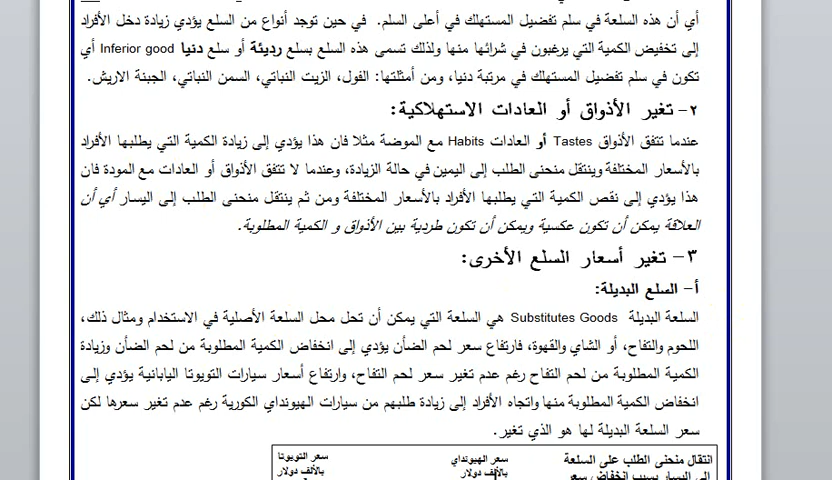 أي أن هذه السلعة في سلم تفضيل المستهلك في أعلى السلم. في حين توجد أنواع من السلع يؤدي زيادة دخل الأفراد
إلى تخفيض الكمية التي يرغبون في شرائها منها ولذلك تسمى هذه السلع بسلع رديئة أو سلع دنيا Inferior good أي
تكون في سلم تفضيل المستهلك في مرتبة دنيا، ومن أمثلتها: الفول، الزيت النباتي، السمن النباتي، الجبنة الاريش.
٢- تغير الأذواق أو العادات الاستهلاكية:
عندما تتفق الأذواق Tastes أو العادات Habits مع الموضة مثلا فان هذا يؤدي إلى زيادة الكمية التي يطلبها الأفراد
بالأسعار المختلفة وينتقل منحنى الطلب إلى اليمين في حالة الزيادة، وعندما لا تتفق الأذواق أو العادات مع المودة فان
هذا يؤدي إلى نقص الكمية التي يطلبها الأفراد بالأسعار المختلفة ومن ثم ينتقل منحنى الطلب إلى اليسار أي أن
العلاقة يمكن أن تكون عكسية ويمكن أن تكون طردية بين الأذواق و الكمية المطلوبة.
٣- تغير أسعار السلع الأخرى:
أ- السلع البديلة:
السلعة البديلة Substitutes Goods هي السلعة التي يمكن أن تحل محل السلعة الأصلية في الاستخدام ومثال ذلك،
اللحوم والتفاح، أو الشاي والقهوة، فارتفاع سعر لحم الضأن يؤدي إلى انخفاض الكمية المطلوبة من لحم الضأن وزيادة
الكمية المطلوبة من لحم التفاح رغم عدم تغير سعر لحم التفاح، وارتفاع أسعار سيارات التويوتا اليابانية يؤدي إلى
انخفاض الكمية المطلوبة منها واتجاه الأفراد إلى زيادة طلبهم من سيارات الهيونداي الكورية رغم عدم تغير سعرها لكن
سعر السلعة البديلة لها هو الذي تغير.
انتقال منحنى الطلب على السلعة
إلى اليسار بسبب انخفاض سعر
سعر الهيونداي
بالألف دولار
سعر التويوتا
بالألف دولار